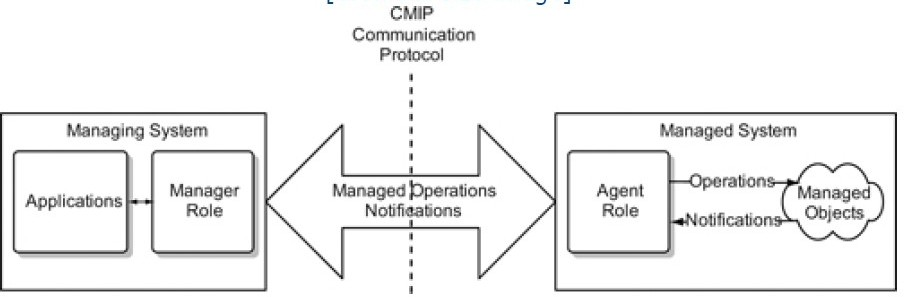 CMIP
Communication
Protocol
Managing System
Applications
Manager
Role
Managed Operations
Notifications
Managed System
Agent
Role
Operations
Notifications
Managed
Objects